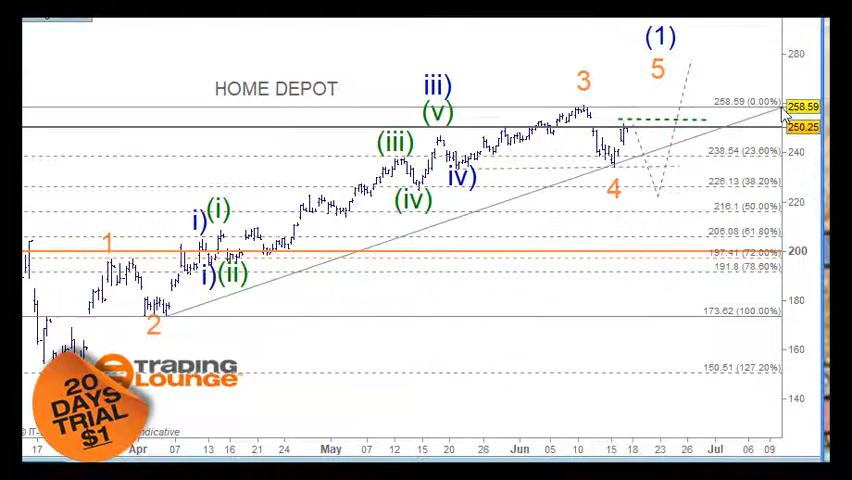 (1)
280
3
5
HOME DEPOT
iii)
(v)
258.59 (0.00%)
258.59
250.25
(iii)
238.54 (23.60%)
240
iv)
4
226.13 (38.20%)
220
(iv)
i)
(i)
216.1 (50.00%)
1
206.08 (61.80%)
200
197.41 (72.00%)
i)
(ii)
191.8 (78.60%)
180
2
173.62 (100.00%)
160
150.51 (127.20%)
140
TRADING
LOUNGE
20
DAYS
TRIAL
$1
© IT-
indicative
17
Apr
07
13
16
21
24
May
07
12
15
20
26
Jun
05
10
15
18
23
26
Jul
09